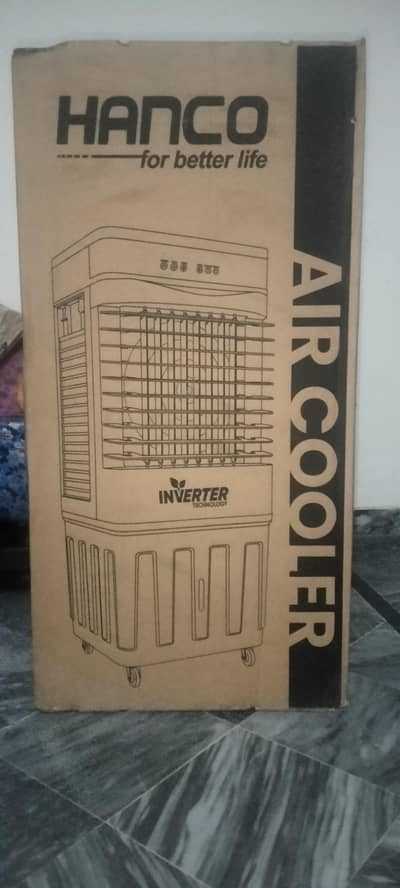 HANCO
for better life
AIR COOLER
INVERTER
TECHNOLOGY